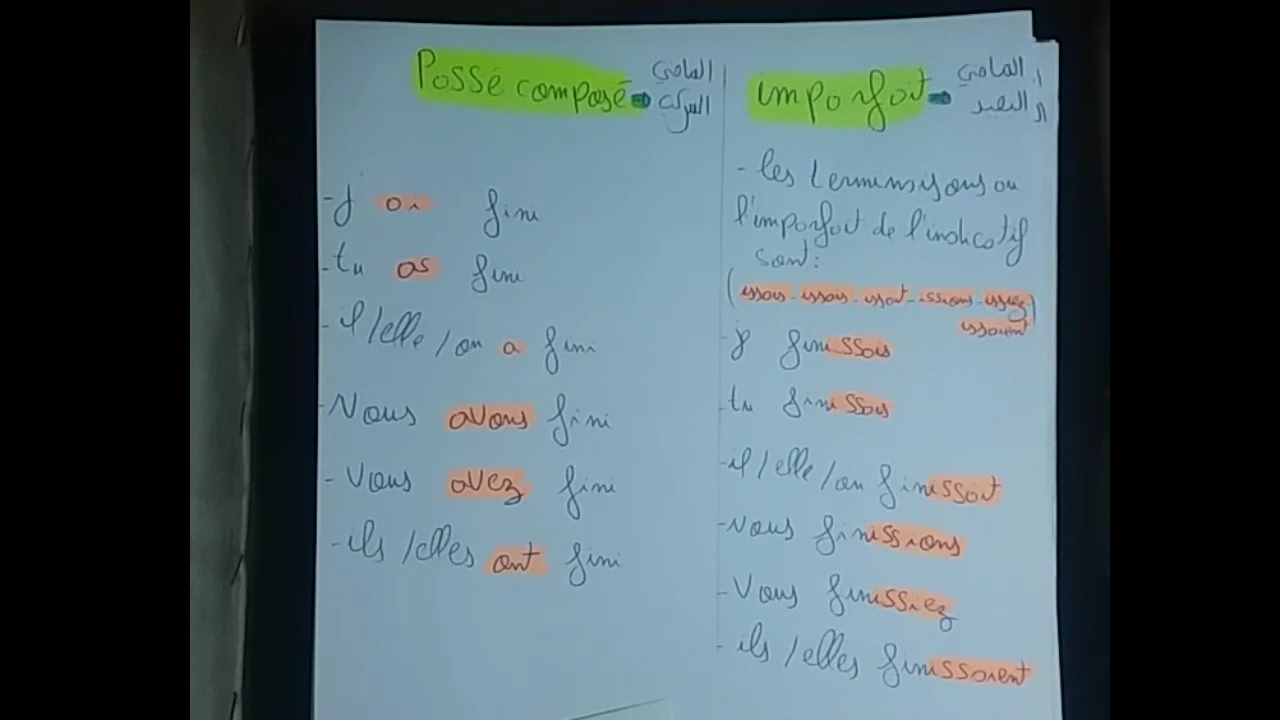 Passé composé → الماضي
المركب
- j' ai fini
- tu as fini
- il/elle/on a fini
- Nous avons fini
- Vous avez fini
- ils/elles ont fini
imparfait → الماضي
- les terminaisons ou
l'imparfait de l'indicatif
sont:
(issais - issais - issait - issions - issiez)
issaient
- j finissais
- tu finissais
- il/elle/on finissait
- Nous finissions
- Vous finissiez
- ils/elles finissaient